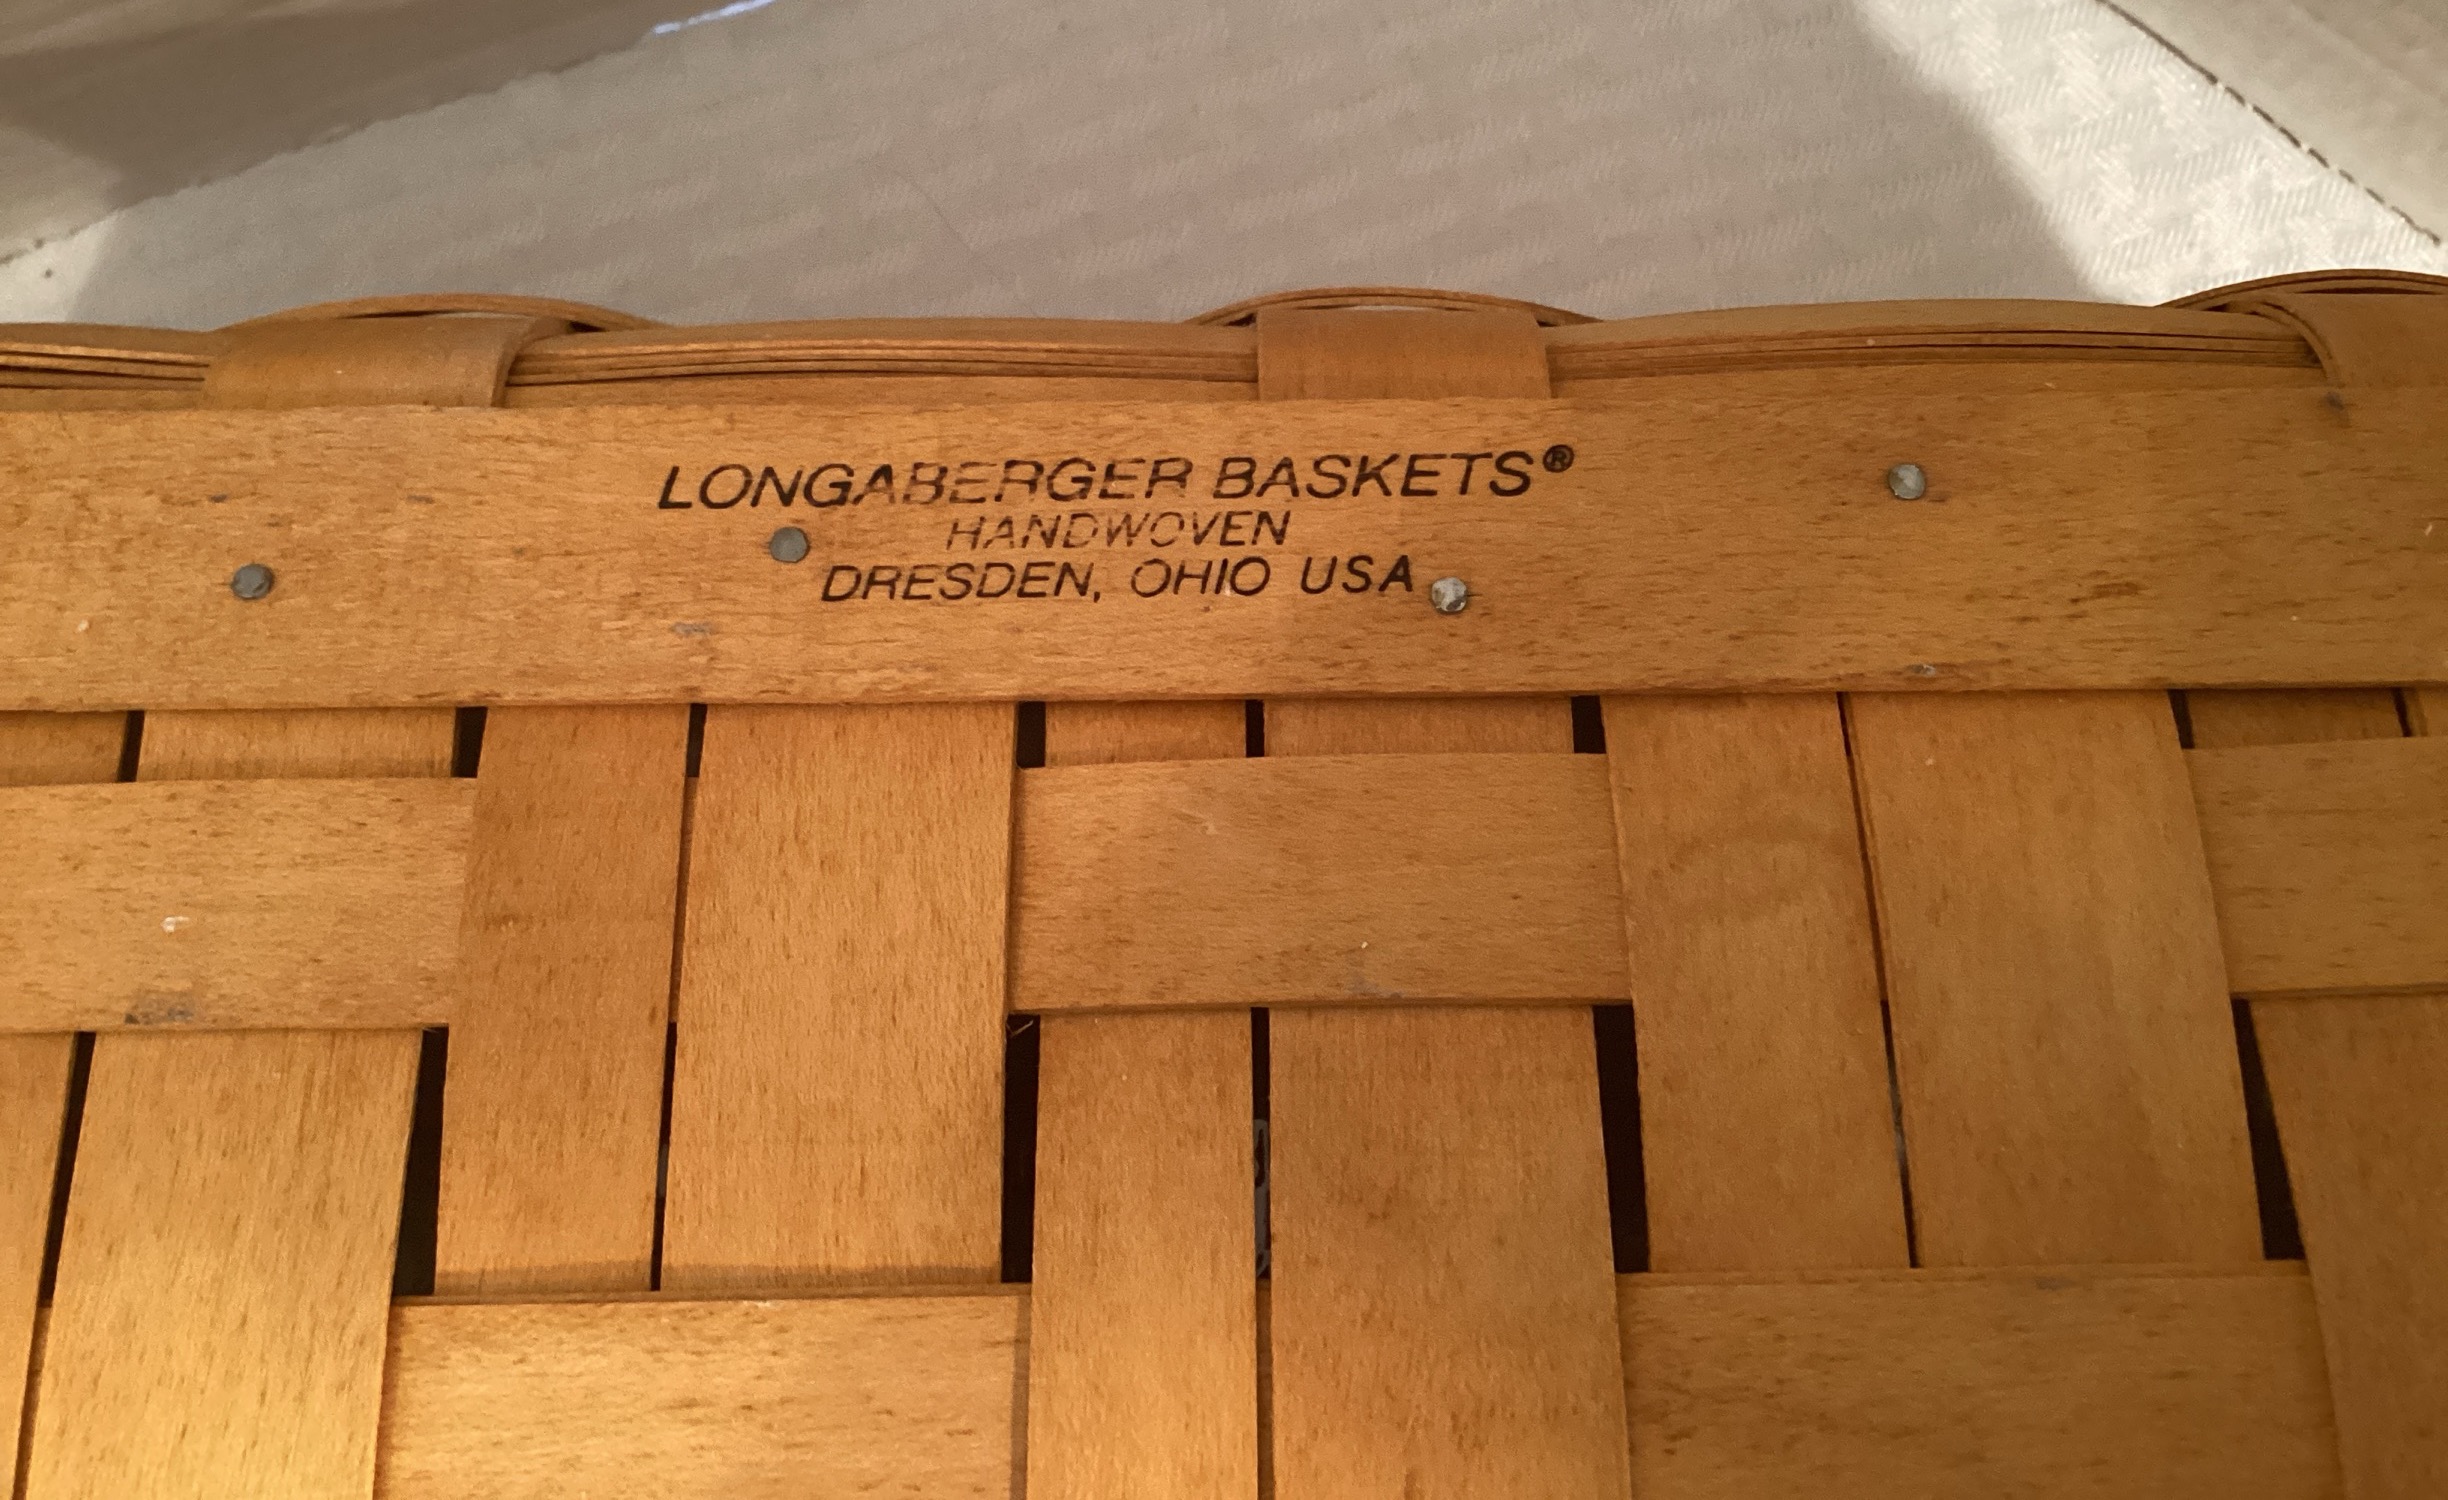 LONGABERGER BASKETS®
HANDWOVEN
DRESDEN, OHIO USA